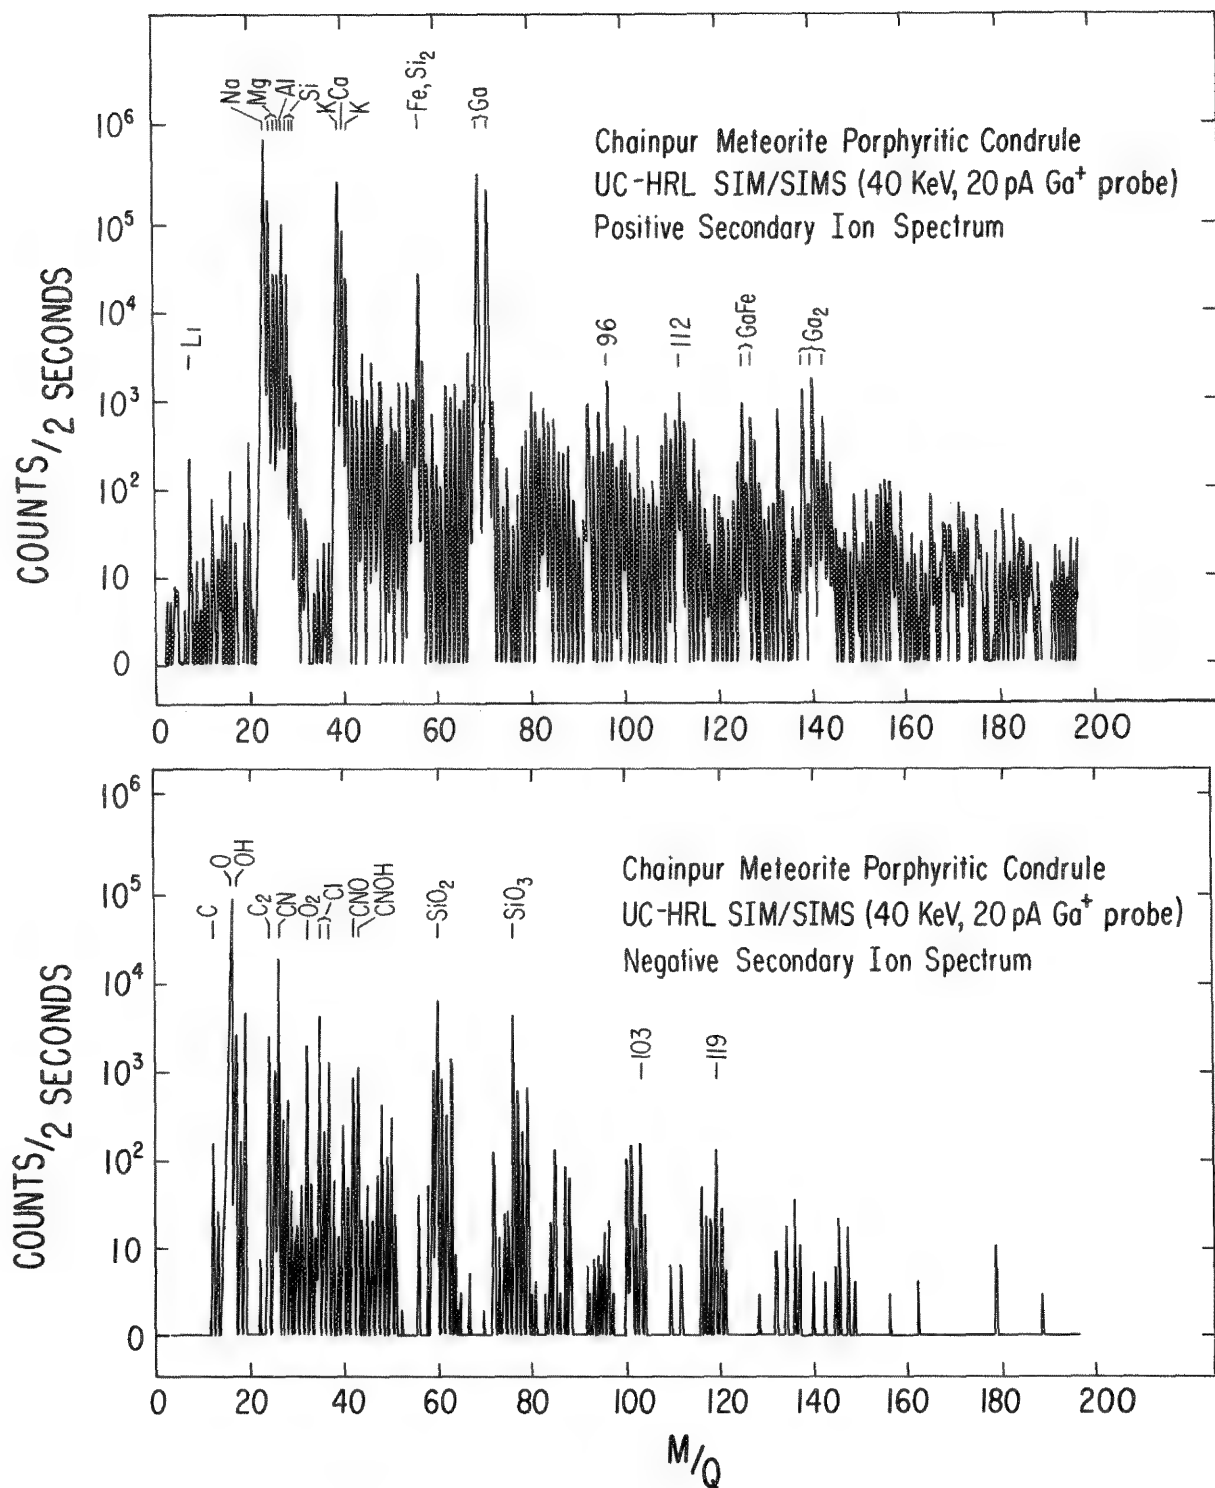 Na
Mg
Al
Si
K
Ca
K
Fe, Si₂
Ga
Li
96
112
GaFe
Ga₂
Chainpur Meteorite Porphyritic Condrule
UC-HRL SIM/SIMS (40 KeV, 20 pA Ga⁺ probe)
Positive Secondary Ion Spectrum
COUNTS/2 SECONDS
10⁶
10⁵
10⁴
10³
10²
10
0
0 20 40 60 80 100 120 140 160 180 200
C
O
OH
C₂
CN
O₂
Cl
CNO
CNOH
SiO₂
SiO₃
103
119
Chainpur Meteorite Porphyritic Condrule
UC-HRL SIM/SIMS (40 KeV, 20 pA Ga⁺ probe)
Negative Secondary Ion Spectrum
COUNTS/2 SECONDS
10⁶
10⁵
10⁴
10³
10²
10
0
0 20 40 60 80 100 120 140 160 180 200
M/Q